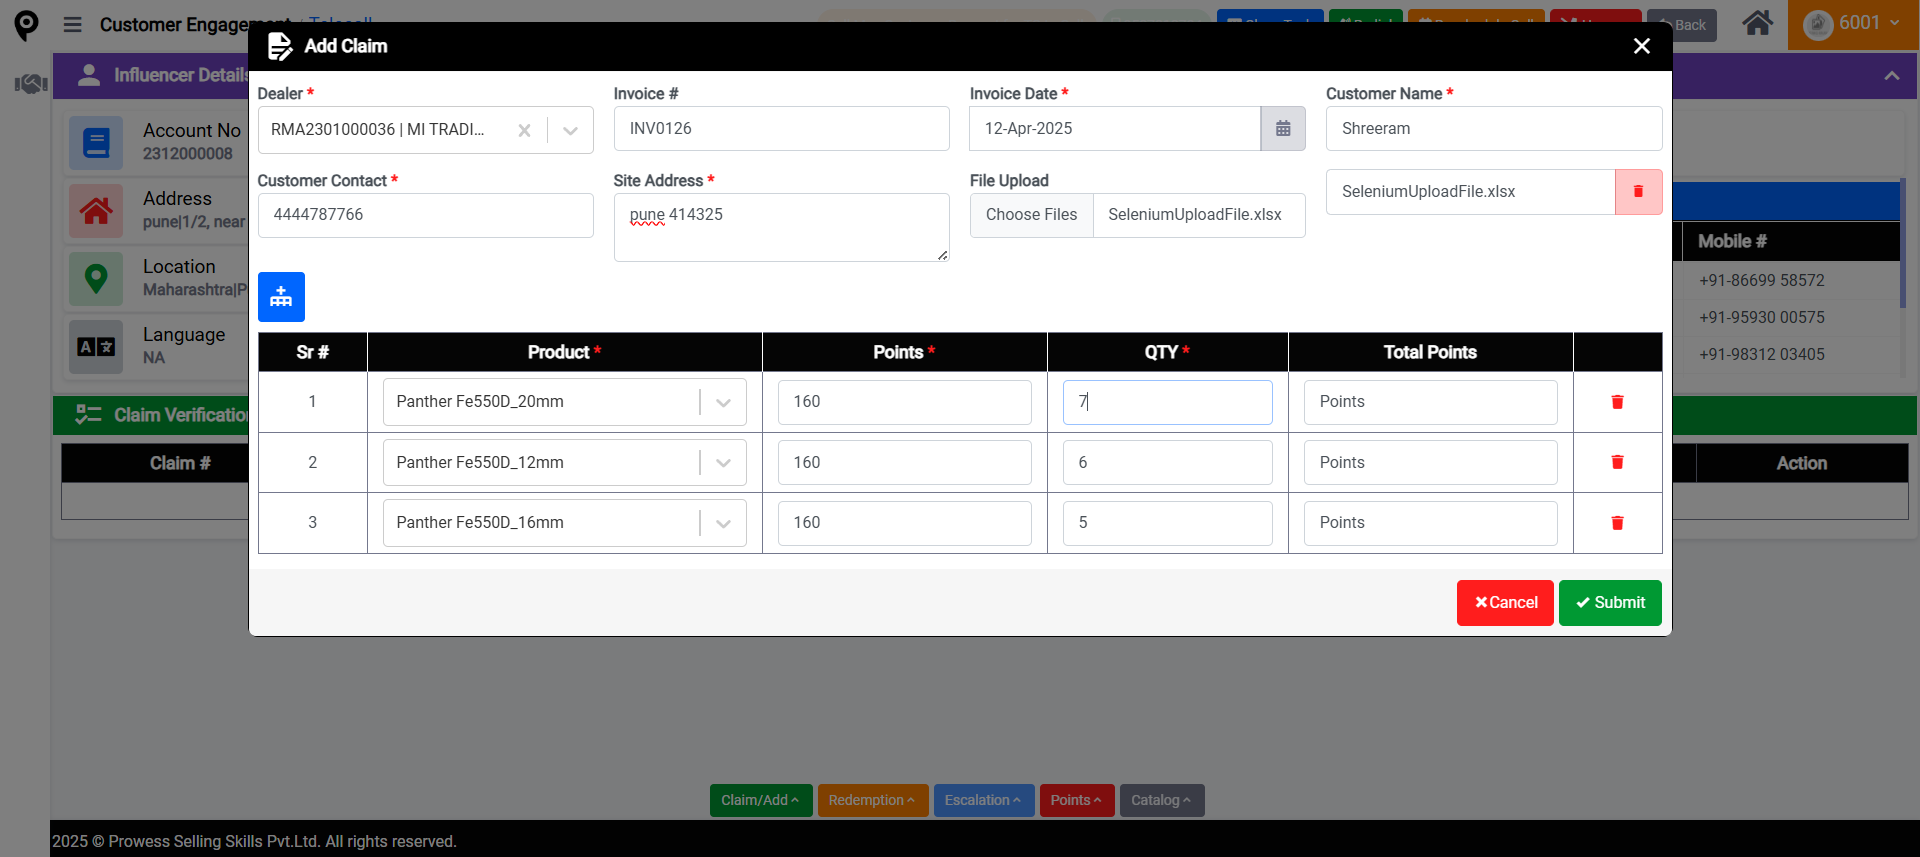 Customer Engagement
6001
Back
Add Claim
Influencer Details
Account No
2312000008
Address
pune|1/2, near
Location
Maharashtra|P
Language
NA
Dealer *
RMA2301000036 | MI TRADI...
Invoice #
INV0126
Invoice Date *
12-Apr-2025
Customer Name *
Shreeram
Customer Contact *
4444787766
Site Address *
pune 414325
File Upload
Choose Files SeleniumUploadFile.xlsx
SeleniumUploadFile.xlsx
Mobile #
+91-86699 58572
+91-95930 00575
+91-98312 03405
Sr # Product * Points * QTY * Total Points
1 Panther Fe550D_20mm 160 7 Points
2 Panther Fe550D_12mm 160 6 Points
3 Panther Fe550D_16mm 160 5 Points
Claim Verification
Claim # Action
Cancel Submit
Claim/Add Redemption Escalation Points Catalog
2025 © Prowess Selling Skills Pvt.Ltd. All rights reserved.